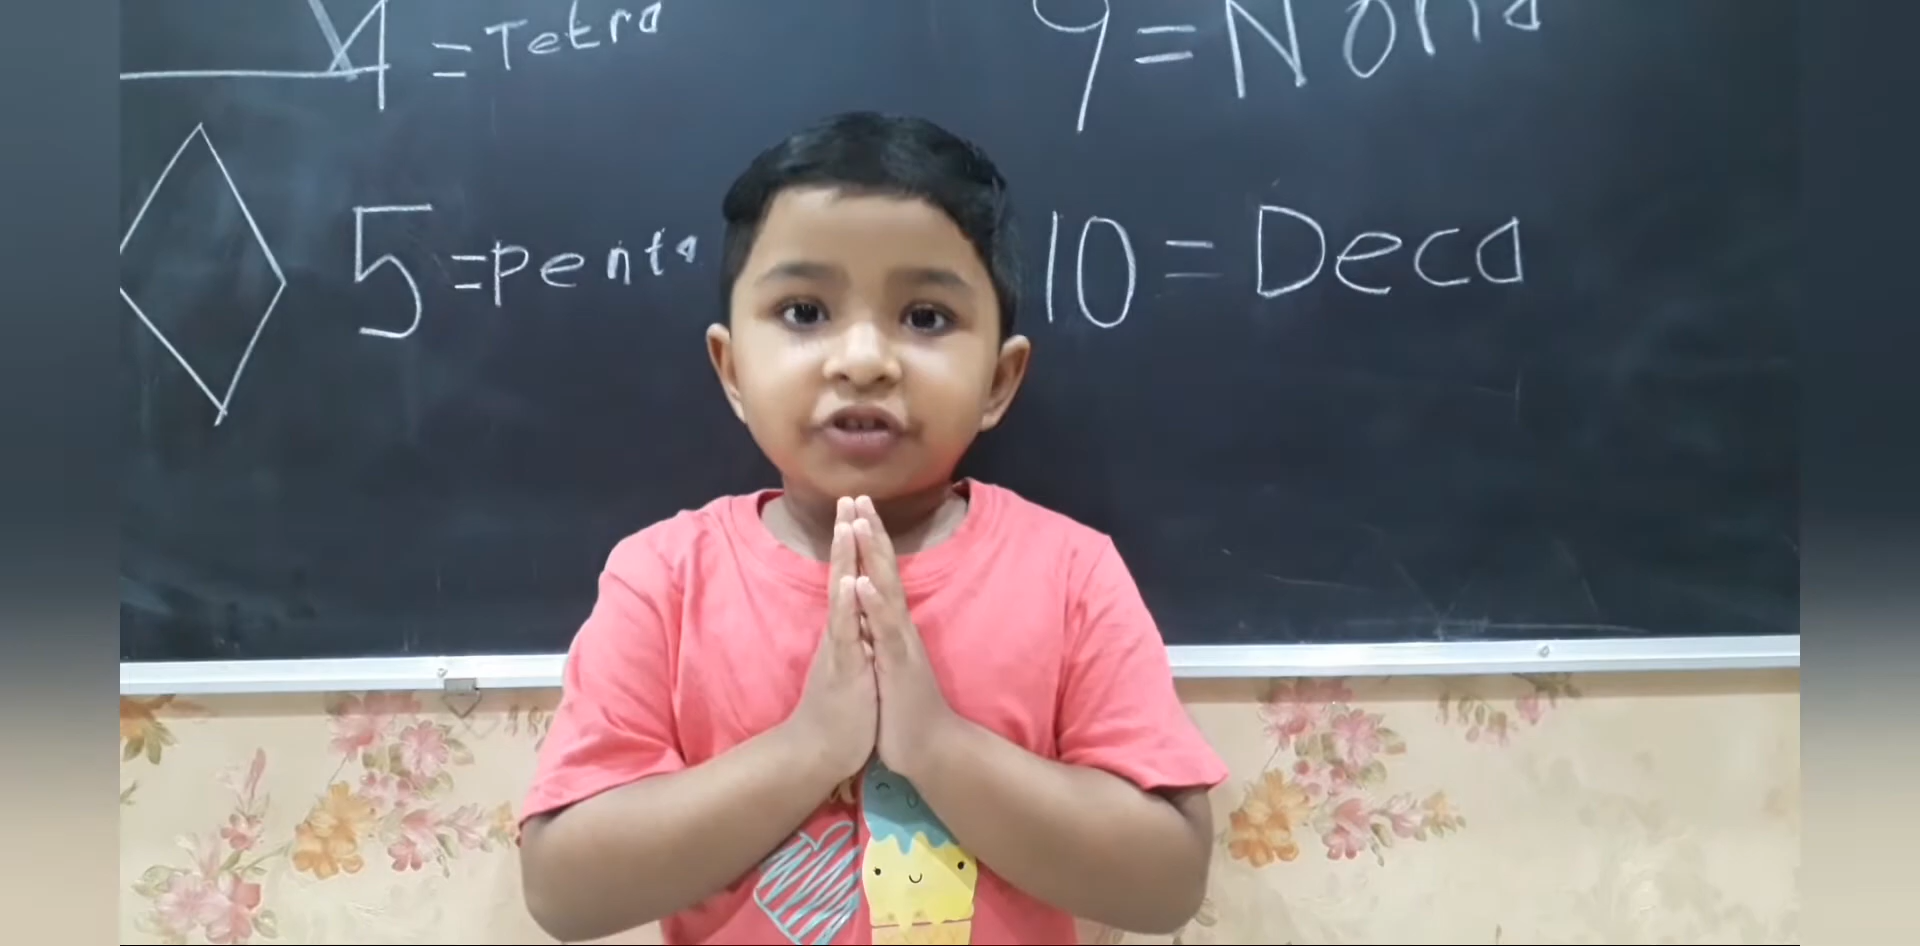 4 = Tetra
9 = Nona
5 = penta
10 = Deca